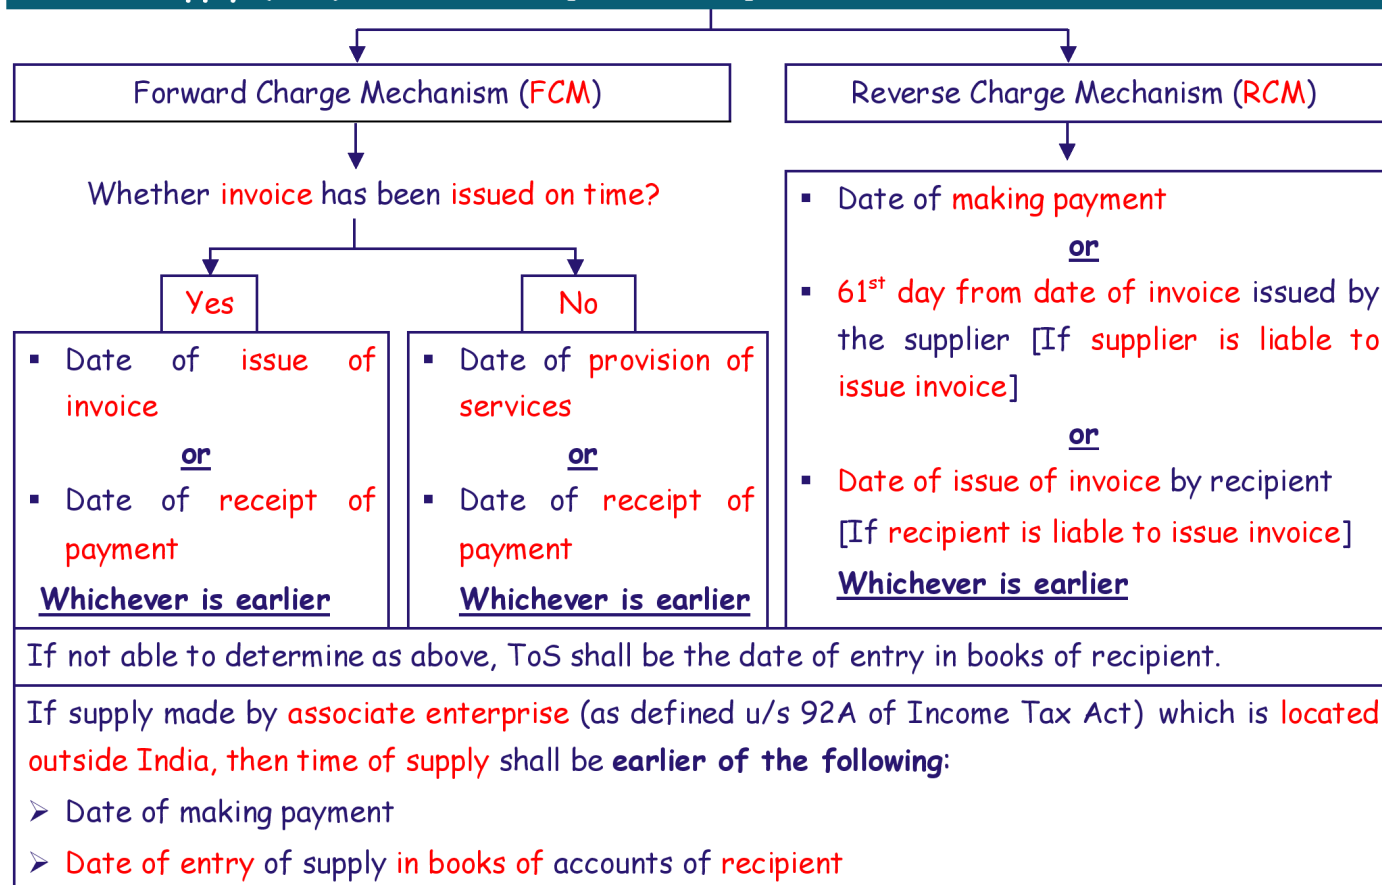 Forward Charge Mechanism (FCM)
Reverse Charge Mechanism (RCM)
Whether invoice has been issued on time?
Yes
No
▪ Date of issue of
invoice
or
▪ Date of receipt of
payment
Whichever is earlier
▪ Date of provision of
services
or
▪ Date of receipt of
payment
Whichever is earlier
▪ Date of making payment
or
▪ 61st day from date of invoice issued by
the supplier [If supplier is liable to
issue invoice]
or
▪ Date of issue of invoice by recipient
[If recipient is liable to issue invoice]
Whichever is earlier
If not able to determine as above, ToS shall be the date of entry in books of recipient.
If supply made by associate enterprise (as defined u/s 92A of Income Tax Act) which is located
outside India, then time of supply shall be earlier of the following:
➢ Date of making payment
➢ Date of entry of supply in books of accounts of recipient